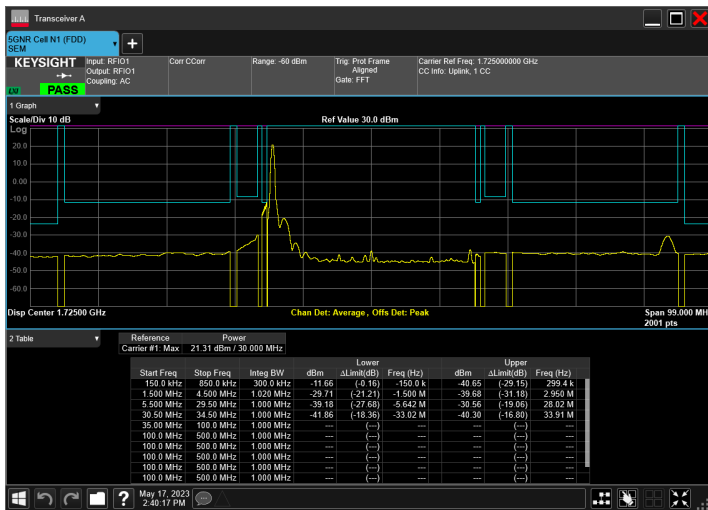 Transceiver A
5GNR Cell N1 (FDD)
SEM
KEYSIGHT
PASS
Input: RFIO1
Output: RFIO1
Coupling: AC
Corr CCorr
Range: -60 dBm
Trig: Prot Frame
Aligned
Gate: FFT
Carrier Ref Freq: 1.725000000 GHz
CC Info: Uplink, 1 CC
1 Graph
Scale/Div 10 dB
Ref Value 30.0 dBm
Log
20.0
10.0
0.00
-10.0
-20.0
-30.0
-40.0
-50.0
-60.0
Disp Center 1.72500 GHz
Chan Det: Average, Offs Det: Peak
Span 99.000 MH
2001 pts
2 Table
Reference Power
Carrier #1: Max 21.31 dBm / 30.000 MHz
Lower Upper
Start Freq Stop Freq Integ BW dBm ΔLimit(dB) Freq (Hz) dBm ΔLimit(dB) Freq (Hz)
150.0 kHz 850.0 kHz 300.0 kHz -11.66 (-0.16) -150.0 k -40.65 (-29.15) 299.4 k
1.500 MHz 4.500 MHz 1.020 MHz -29.71 (-21.21) -1.500 M -39.68 (-31.18) 2.950 M
5.500 MHz 29.50 MHz 1.000 MHz -39.18 (-27.68) -5.642 M -30.56 (-19.06) 28.02 M
30.50 MHz 34.50 MHz 1.000 MHz -41.86 (-18.36) -33.02 M -40.30 (-16.80) 33.91 M
35.00 MHz 100.0 MHz 1.000 MHz --- (---) --- --- (---) ---
100.0 MHz 500.0 MHz 1.000 MHz --- (---) --- --- (---) ---
100.0 MHz 500.0 MHz 1.000 MHz --- (---) --- --- (---) ---
100.0 MHz 500.0 MHz 1.000 MHz --- (---) --- --- (---) ---
100.0 MHz 500.0 MHz 1.000 MHz --- (---) --- --- (---) ---
100.0 MHz 500.0 MHz 1.000 MHz --- (---) --- --- (---) ---
?
May 17, 2023
2:40:17 PM